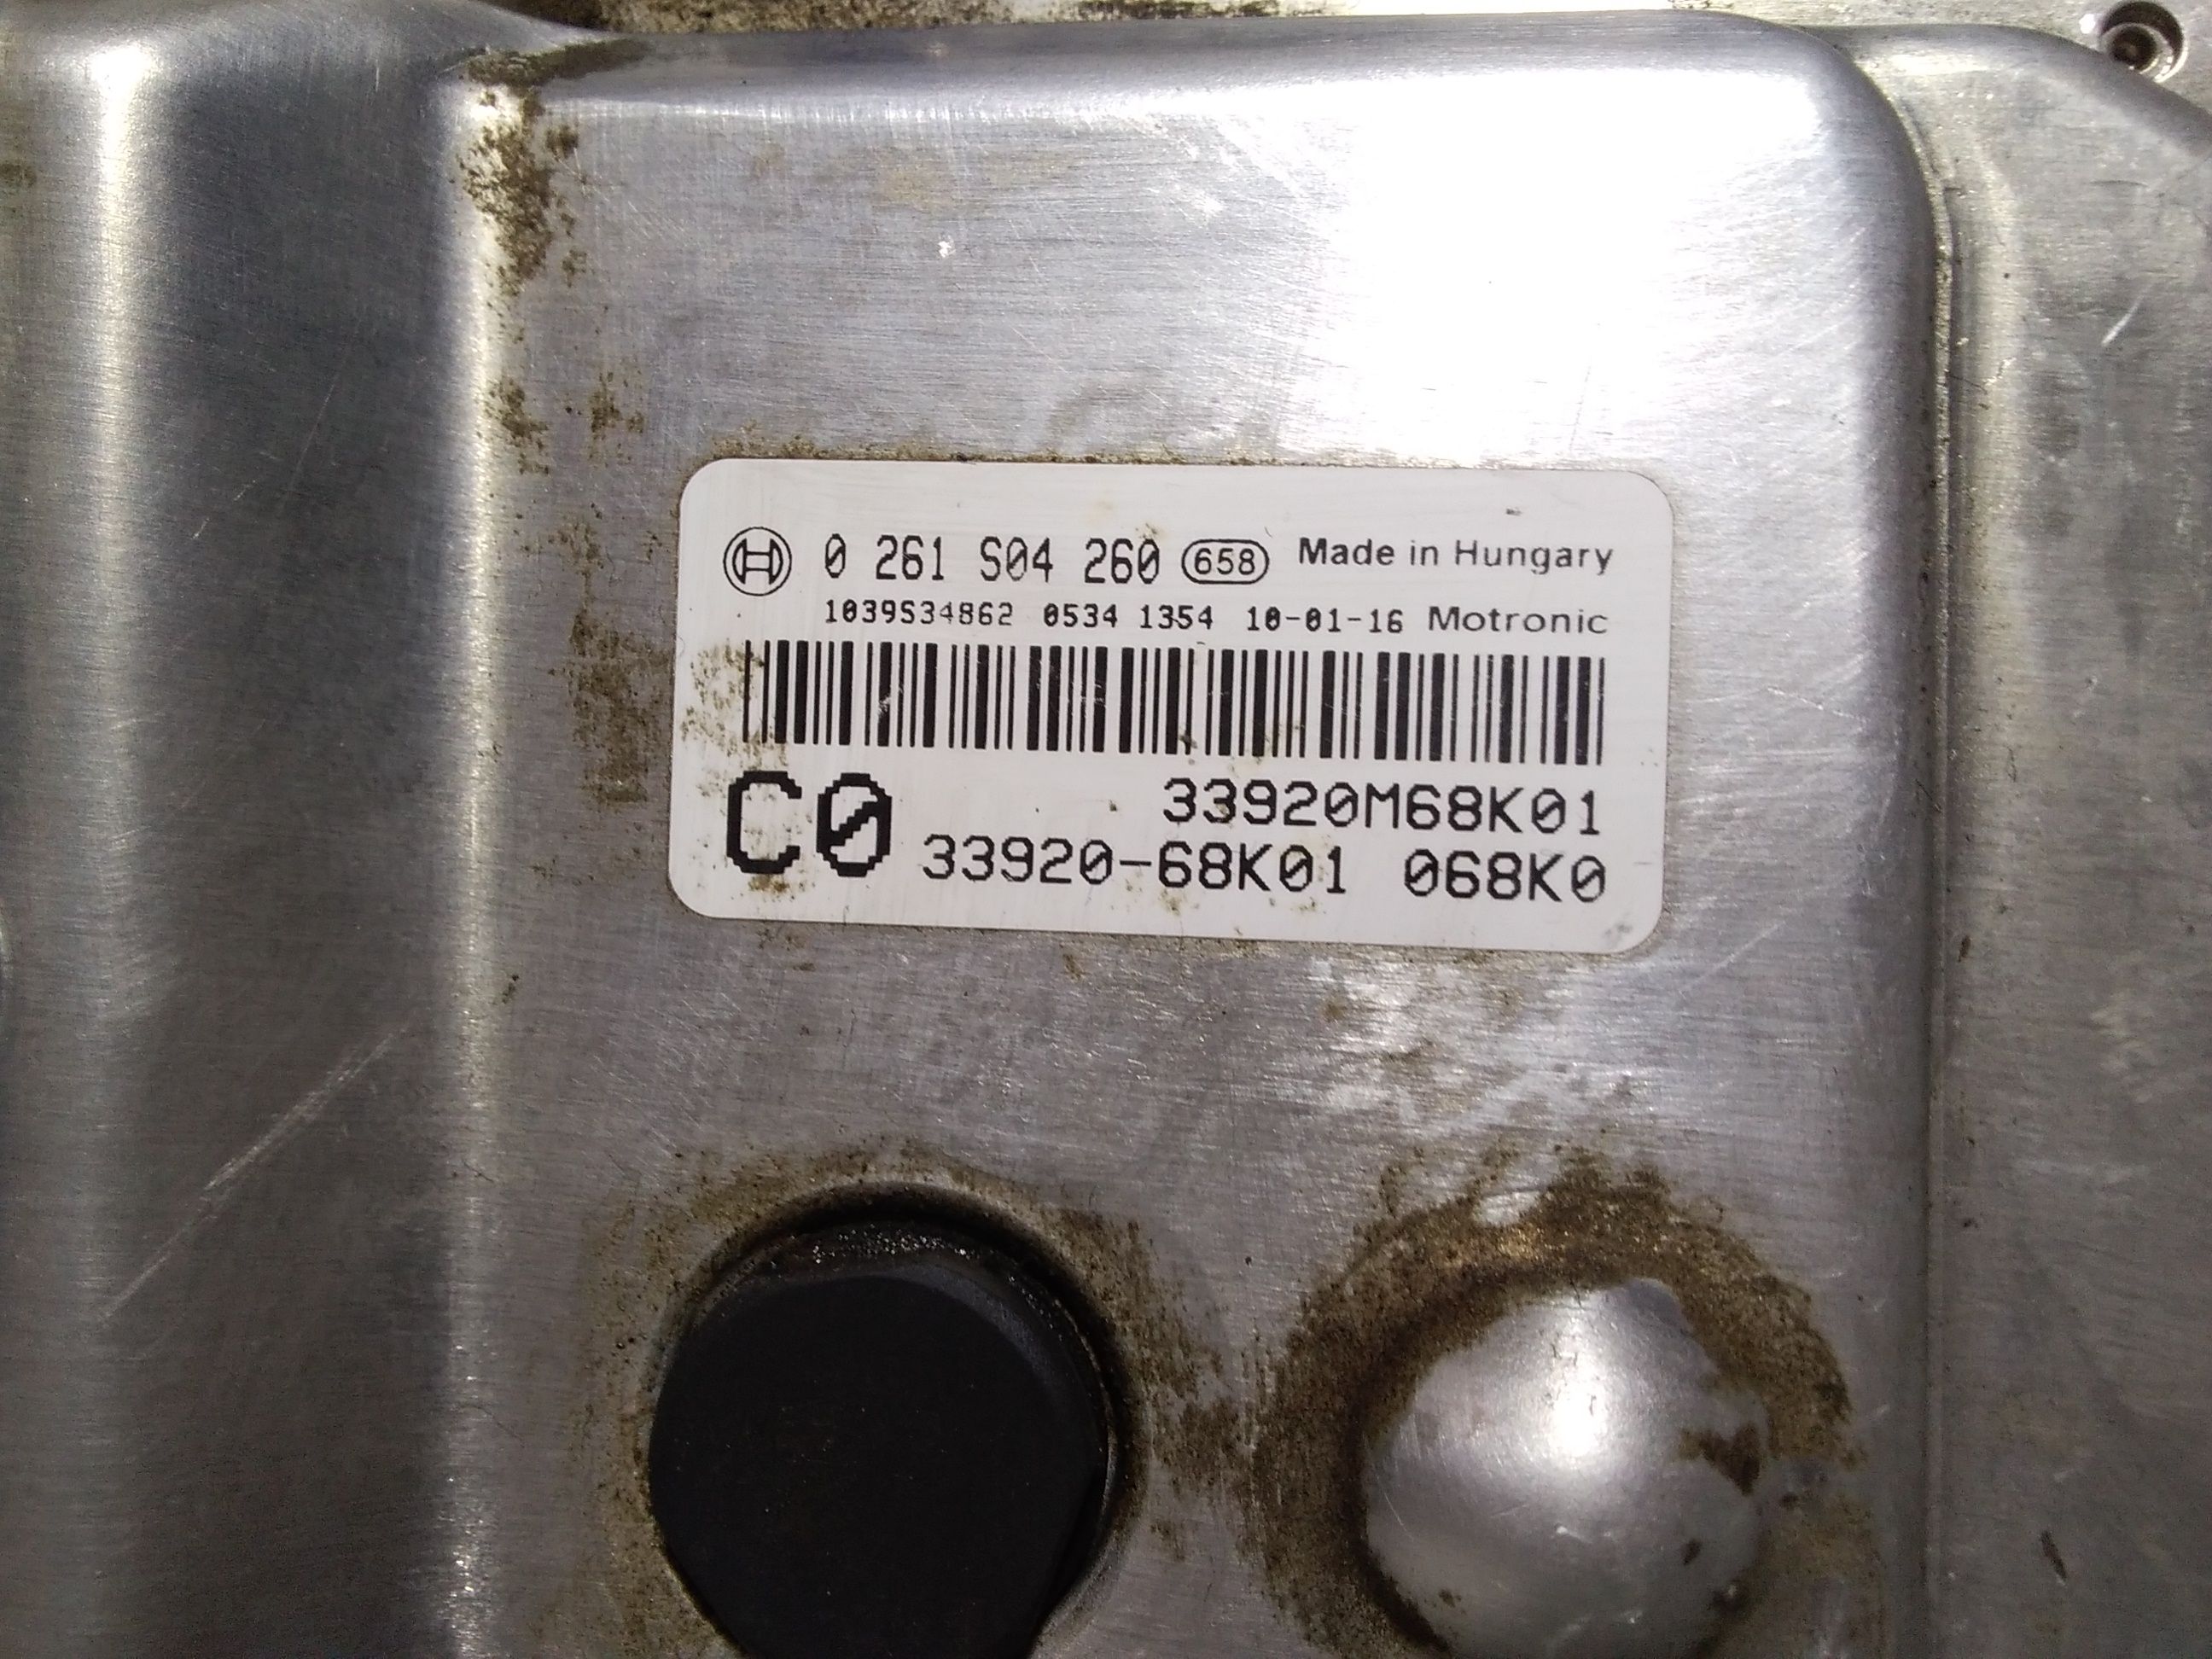 0 261 S04 260 658 Made in Hungary
1039S34862 0534 1354 10-01-16 Motronic
33920M68K01
C0 33920-68K01 068K0